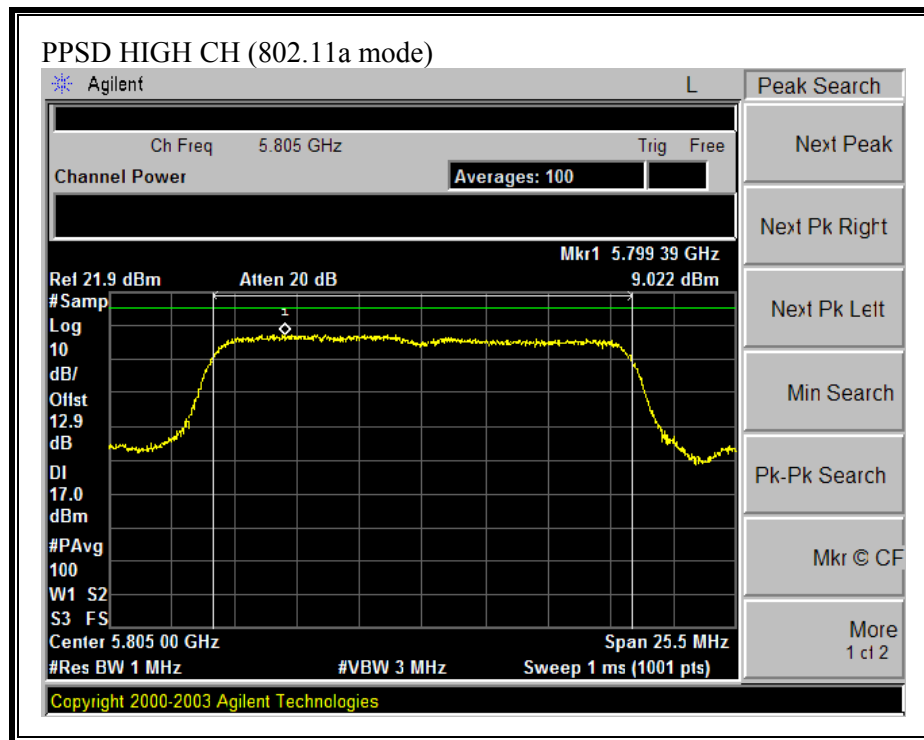 PPSD HIGH CH (802.11a mode)
Agilent L Peak Search
Ch Freq 5.805 GHz Trig Free
Channel Power Averages: 100
Next Peak
Next Pk Right
Mkr1 5.799 39 GHz
Ref 21.9 dBm Atten 20 dB 9.022 dBm
#Samp
Log
10
dB/
Offst
12.9
dB
DI
17.0
dBm
#PAvg
100
W1 S2
S3 FS
1
Next Pk Left
Min Search
Pk-Pk Search
Mkr © CF
More
1 of 2
Center 5.805 00 GHz Span 25.5 MHz
#Res BW 1 MHz #VBW 3 MHz Sweep 1 ms (1001 pts)
Copyright 2000-2003 Agilent Technologies